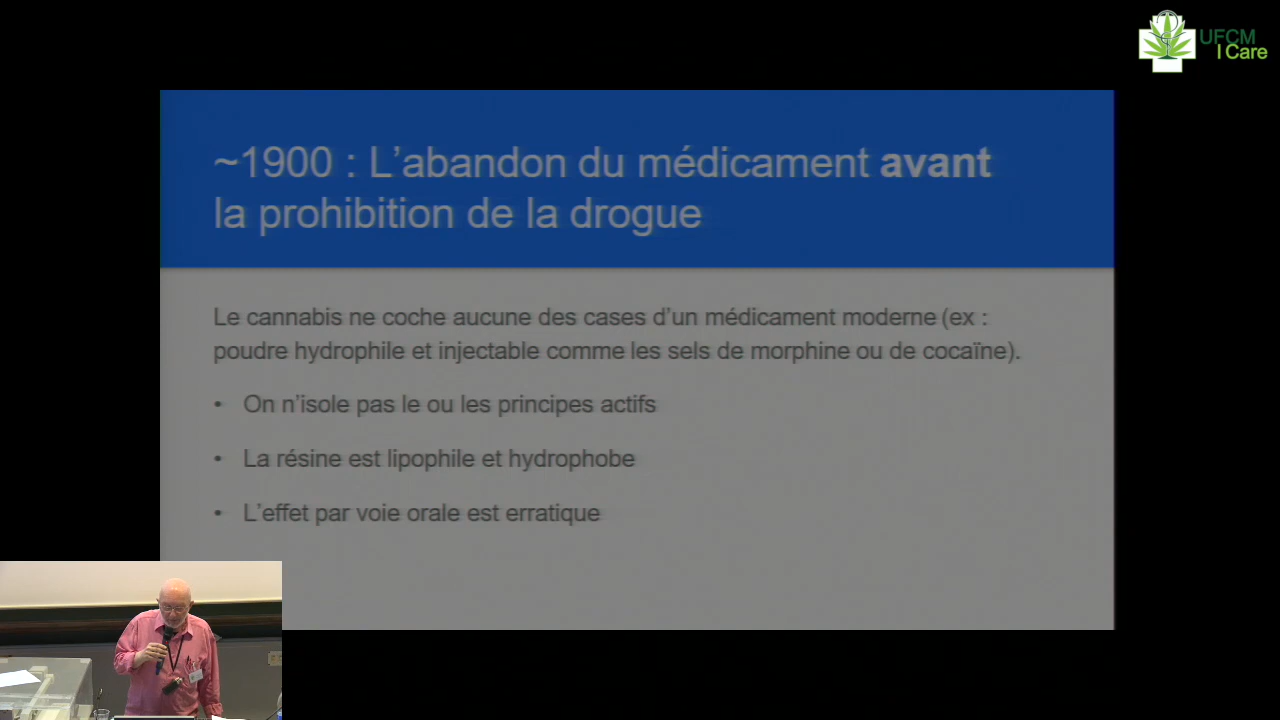 UFCM
I Care
~1900 : L’abandon du médicament avant
la prohibition de la drogue
Le cannabis ne coche aucune des cases d’un médicament moderne (ex :
poudre hydrophile et injectable comme les sels de morphine ou de cocaïne).
• On n’isole pas le ou les principes actifs
• La résine est lipophile et hydrophobe
• L’effet par voie orale est erratique